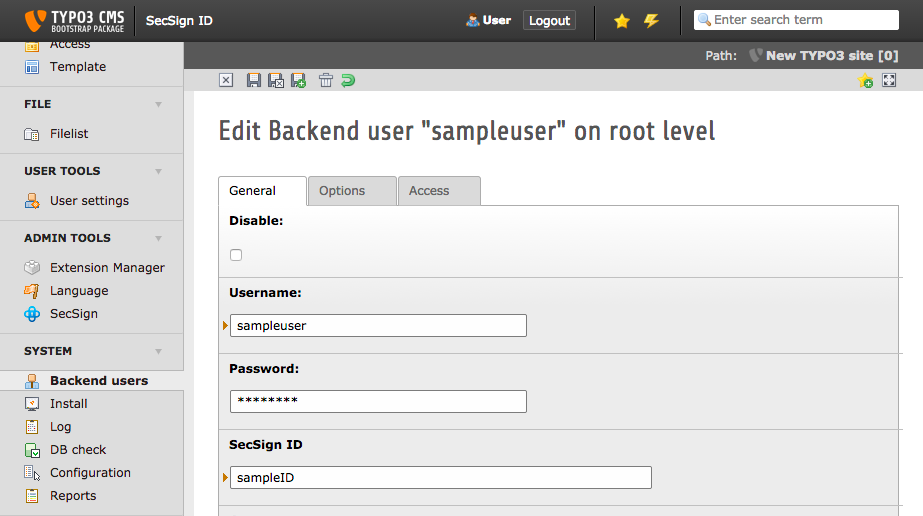 TYPO3 CMS
BOOTSTRAP PACKAGE
SecSign ID
User
Logout
Enter search term
Path: New TYPO3 site [0]
Access
Template
FILE
Filelist
USER TOOLS
User settings
ADMIN TOOLS
Extension Manager
Language
SecSign
SYSTEM
Backend users
Install
Log
DB check
Configuration
Reports
Edit Backend user "sampleuser" on root level
General Options Access
Disable:
Username:
sampleuser
Password:
********
SecSign ID
sampleID